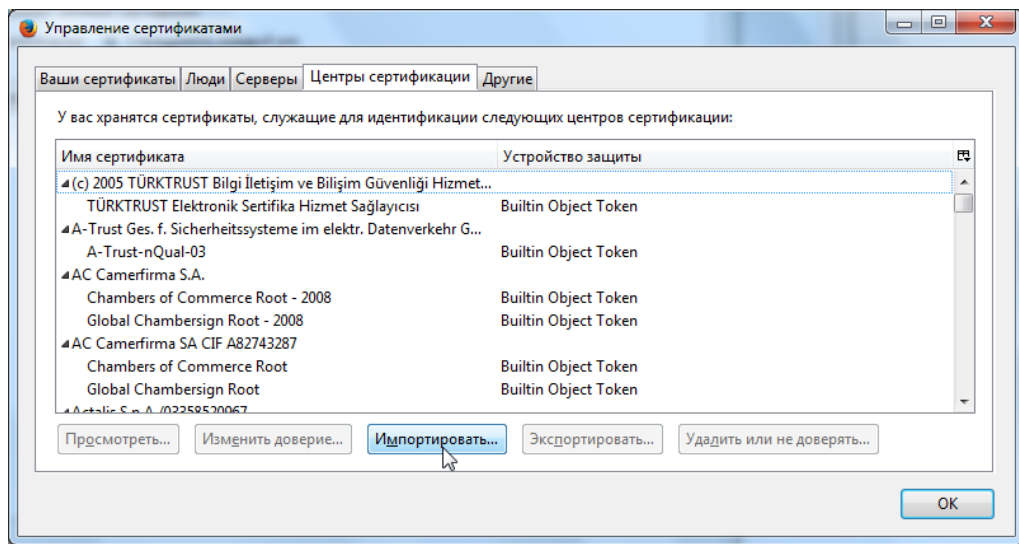 Управление сертификатами
Ваши сертификаты Люди Серверы Центры сертификации Другие
У вас хранятся сертификаты, служащие для идентификации следующих центров сертификации:
Имя сертификата Устройство защиты
(c) 2005 TÜRKTRUST Bilgi İletişim ve Bilişim Güvenliği Hizmet...
TÜRKTRUST Elektronik Sertifika Hizmet Sağlayıcısı Builtin Object Token
A-Trust Ges. f. Sicherheitssysteme im elektr. Datenverkehr G...
A-Trust-nQual-03 Builtin Object Token
AC Camerfirma S.A.
Chambers of Commerce Root - 2008 Builtin Object Token
Global Chambersign Root - 2008 Builtin Object Token
AC Camerfirma SA CIF A82743287
Chambers of Commerce Root Builtin Object Token
Global Chambersign Root Builtin Object Token
Actalis S.p.A./03358520967
Просмотреть... Изменить доверие... Импортировать... Экспортировать... Удалить или не доверять...
OK